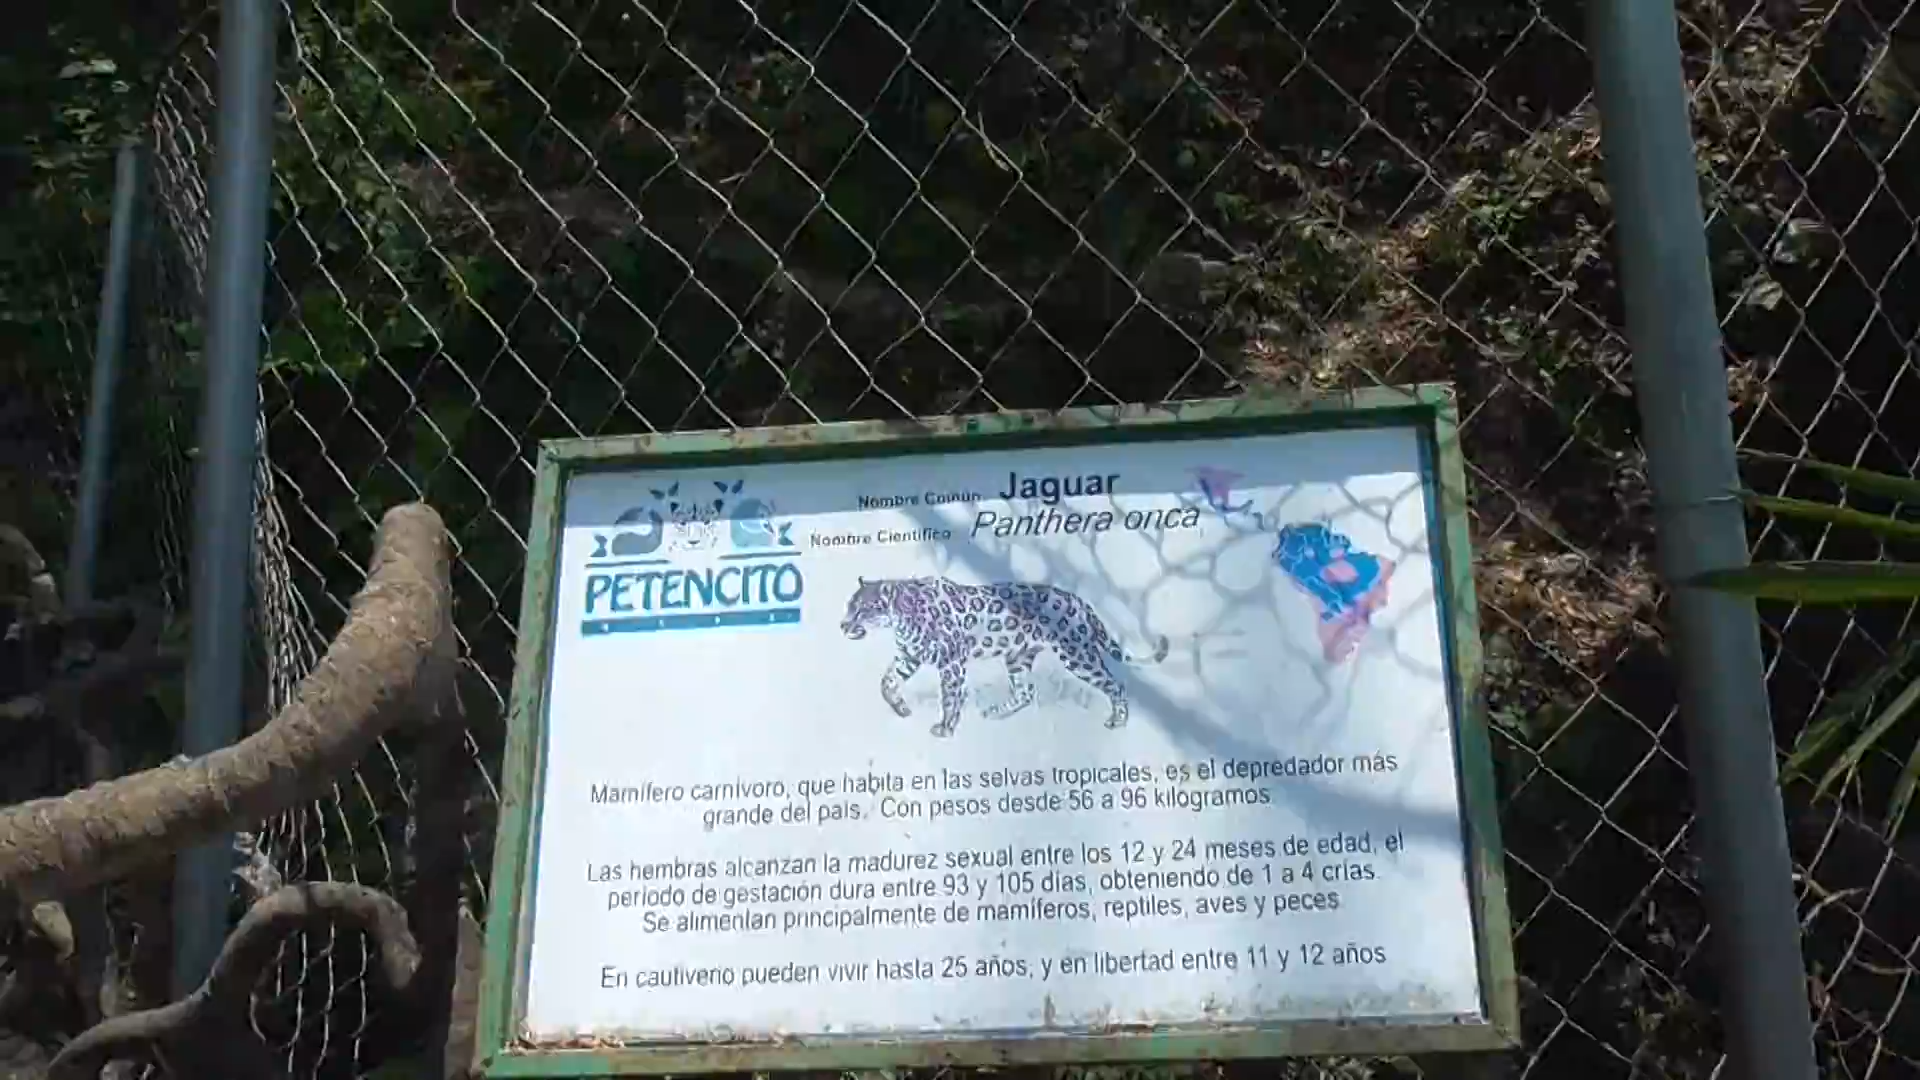 Nombre Común Jaguar
Nombre Científico Panthera onca
PETENCITO
Mamífero carnívoro, que habita en las selvas tropicales, es el depredador más
grande del país. Con pesos desde 56 a 96 kilogramos.
Las hembras alcanzan la madurez sexual entre los 12 y 24 meses de edad, el
periodo de gestación dura entre 93 y 105 días, obteniendo de 1 a 4 crías.
Se alimentan principalmente de mamíferos, reptiles, aves y peces
En cautiverio pueden vivir hasta 25 años, y en libertad entre 11 y 12 años